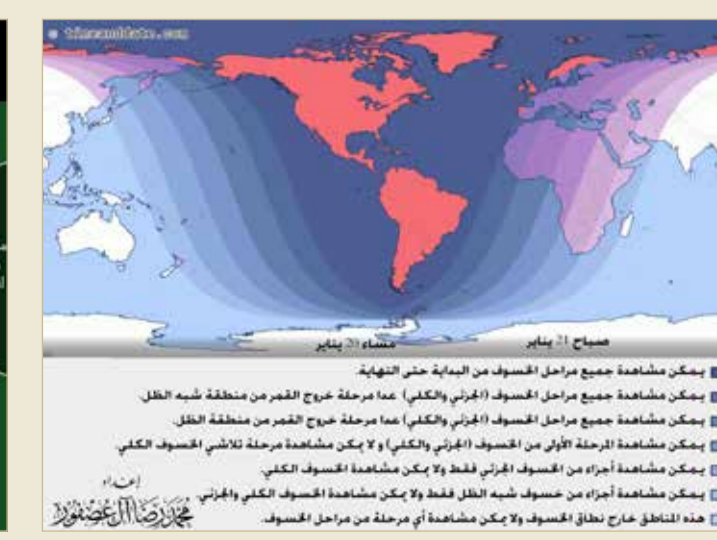 timeanddate.com
مساء 20 يناير
صباح 21 يناير
يمكن مشاهدة جميع مراحل الخسوف من البداية حتى النهاية.
يمكن مشاهدة جميع مراحل الخسوف (الجزئي والكلي) عدا مرحلة خروج القمر من منطقة شبه الظل.
يمكن مشاهدة جميع مراحل الخسوف (الجزئي والكلي) عدا مرحلة خروج القمر من منطقة الظل.
يمكن مشاهدة المرحلة الأولى من الخسوف (الجزئي والكلي) و لا يمكن مشاهدة مرحلة تلاشي الخسوف الكلي.
يمكن مشاهدة أجزاء من الخسوف الجزئي فقط ولا يمكن مشاهدة الخسوف الكلي.
يمكن مشاهدة أجزاء من خسوف شبه الظل فقط ولا يمكن مشاهدة الخسوف الكلي والجزئي.
هذه المناطق خارج نطاق الخسوف ولا يمكن مشاهدة أي مرحلة من مراحل الخسوف.
إعداد
محمد رضا آل عصفور